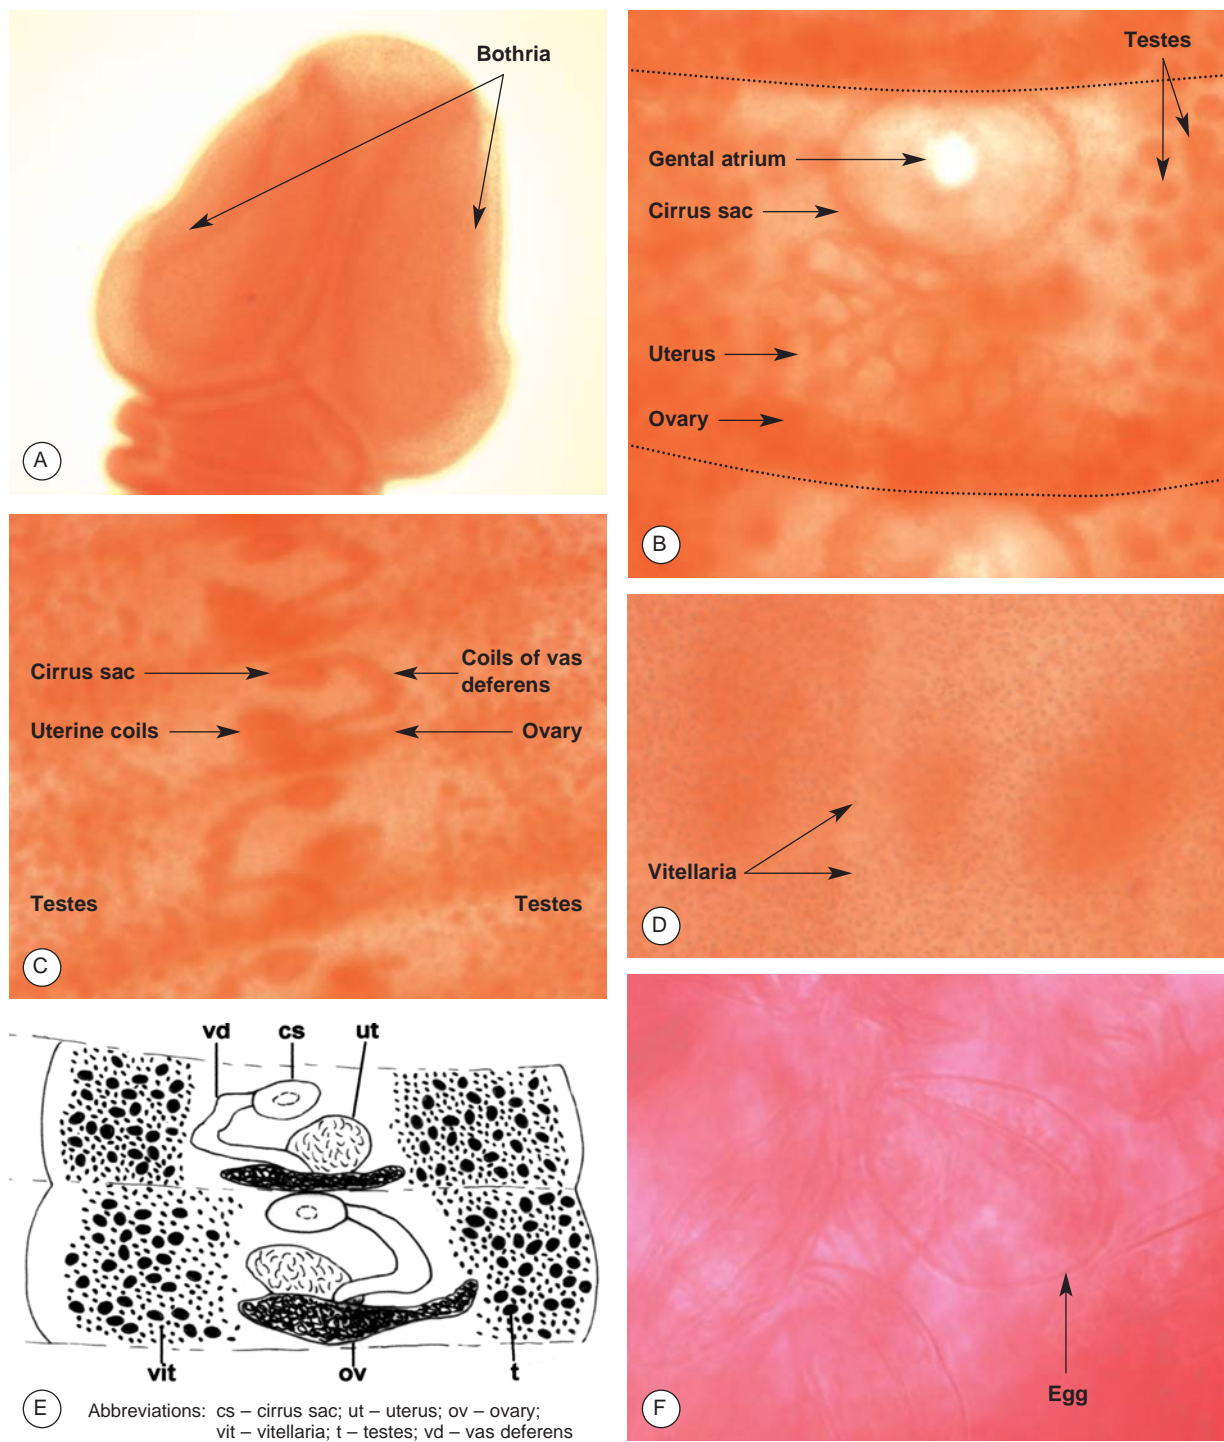 Bothria
A
Testes
Gental atrium
Cirrus sac
Uterus
Ovary
B
Cirrus sac
Coils of vas
deferens
Uterine coils
Ovary
Testes
Testes
C
Vitellaria
D
vd
cs
ut
vit
ov
t
E
Abbreviations: cs – cirrus sac; ut – uterus; ov – ovary;
vit – vitellaria; t – testes; vd – vas deferens
Egg
F